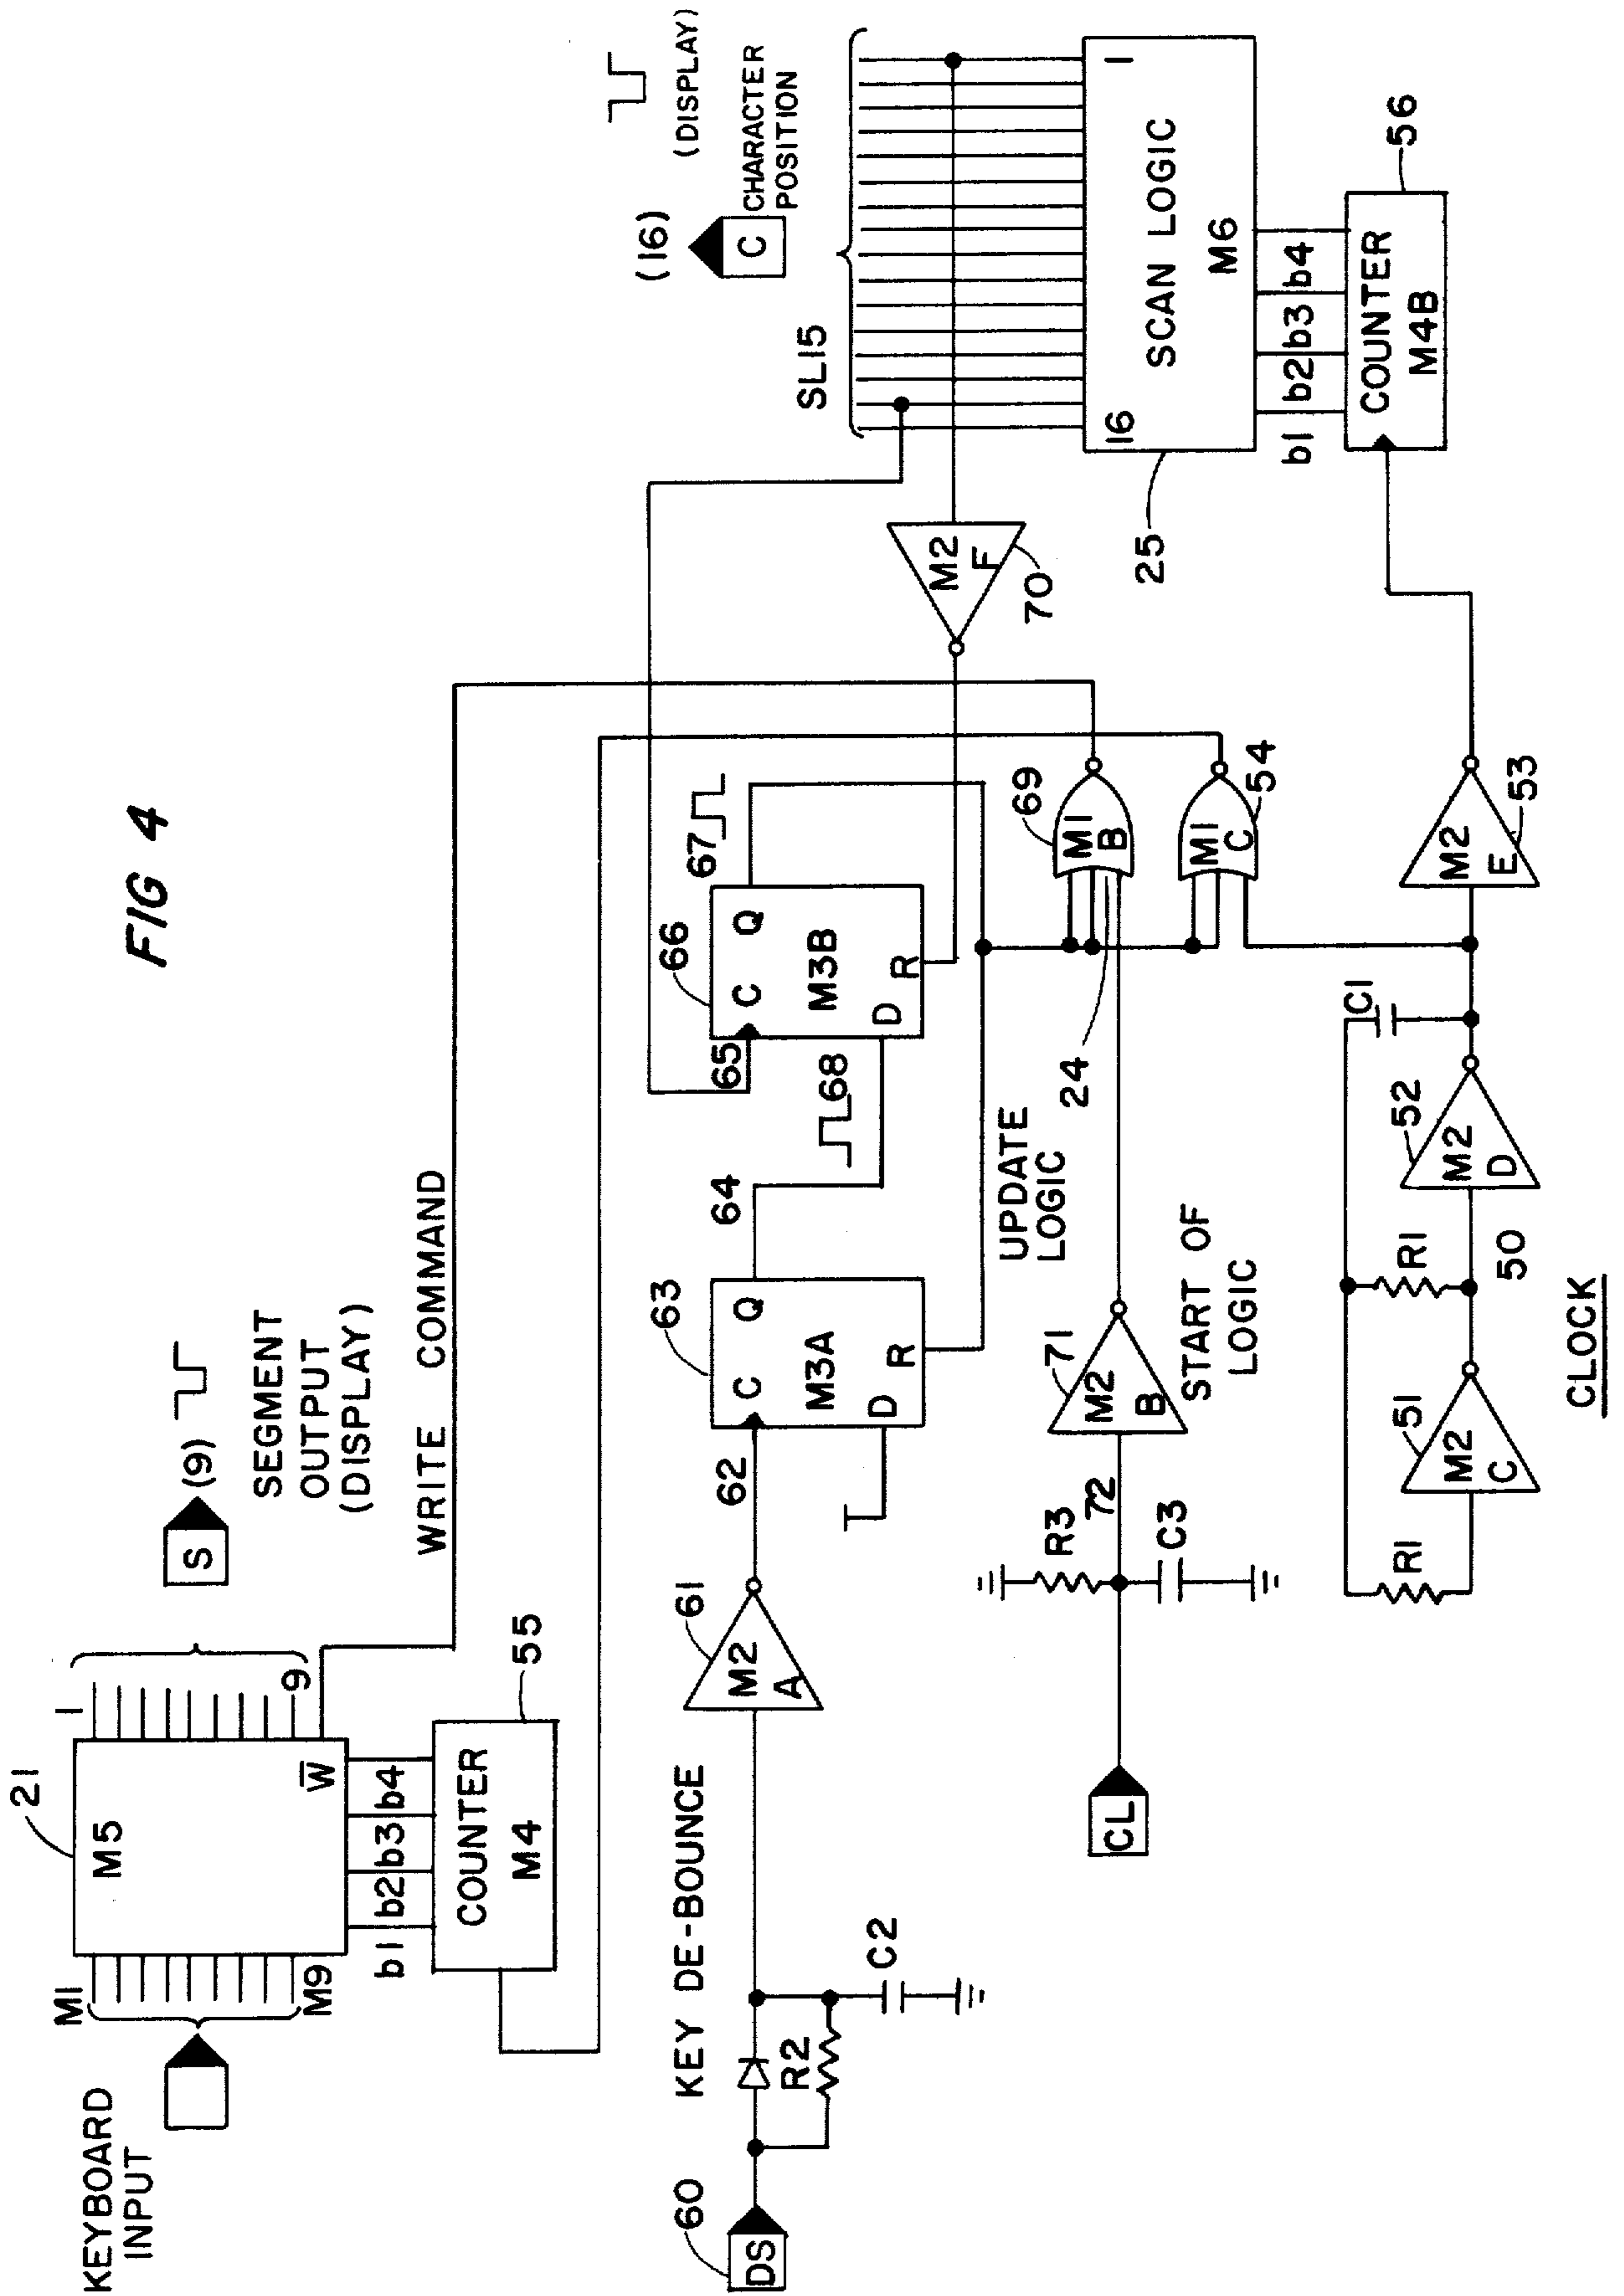 FIG 4
KEYBOARD
INPUT
M1
M9
21
M5
W̅
1
9
S
(9)
SEGMENT
OUTPUT
(DISPLAY)
b1 b2 b3 b4
COUNTER
M4
55
WRITE COMMAND
60
DS
KEY DE-BOUNCE
R2
C2
61
M2
A
62
63
C Q
M3A
D R
64
65
66
C Q
M3B
D R
67
68
UPDATE
LOGIC
CL
R3
72
C3
71
M2
B
START OF
LOGIC
24
69
M1
B
54
M1
C
70
M2
F
SL15
(16)
C
CHARACTER
POSITION
(DISPLAY)
16
1
SCAN LOGIC
M6
25
b1 b2 b3 b4
COUNTER
M4B
56
R1
51
M2
C
R1
50
52
M2
D
C1
53
M2
E
CLOCK